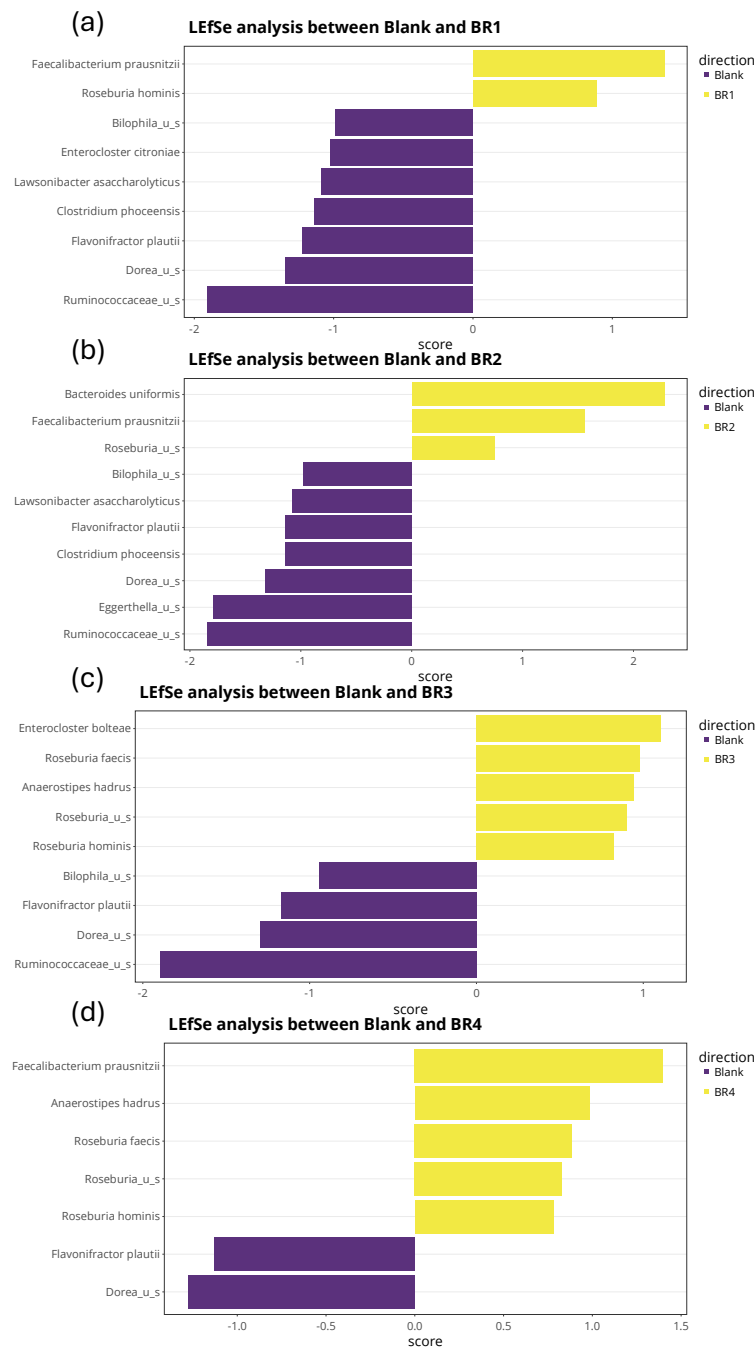 (a)
LEfSe analysis between Blank and BR1
Faecalibacterium prausnitzii
Roseburia hominis
Bilophila_u_s
Enterocloster citroniae
Lawsonibacter asaccharolyticus
Clostridium phoceensis
Flavonifractor plautii
Dorea_u_s
Ruminococcaceae_u_s
-2 -1 0 1
score
direction
Blank
BR1
(b)
LEfSe analysis between Blank and BR2
Bacteroides uniformis
Faecalibacterium prausnitzii
Roseburia_u_s
Bilophila_u_s
Lawsonibacter asaccharolyticus
Flavonifractor plautii
Clostridium phoceensis
Dorea_u_s
Eggerthella_u_s
Ruminococcaceae_u_s
-2 -1 0 1 2
score
direction
Blank
BR2
(c)
LEfSe analysis between Blank and BR3
Enterocloster bolteae
Roseburia faecis
Anaerostipes hadrus
Roseburia_u_s
Roseburia hominis
Bilophila_u_s
Flavonifractor plautii
Dorea_u_s
Ruminococcaceae_u_s
-2 -1 0 1
score
direction
Blank
BR3
(d)
LEfSe analysis between Blank and BR4
Faecalibacterium prausnitzii
Anaerostipes hadrus
Roseburia faecis
Roseburia_u_s
Roseburia hominis
Flavonifractor plautii
Dorea_u_s
-1.0 -0.5 0.0 0.5 1.0 1.5
score
direction
Blank
BR4